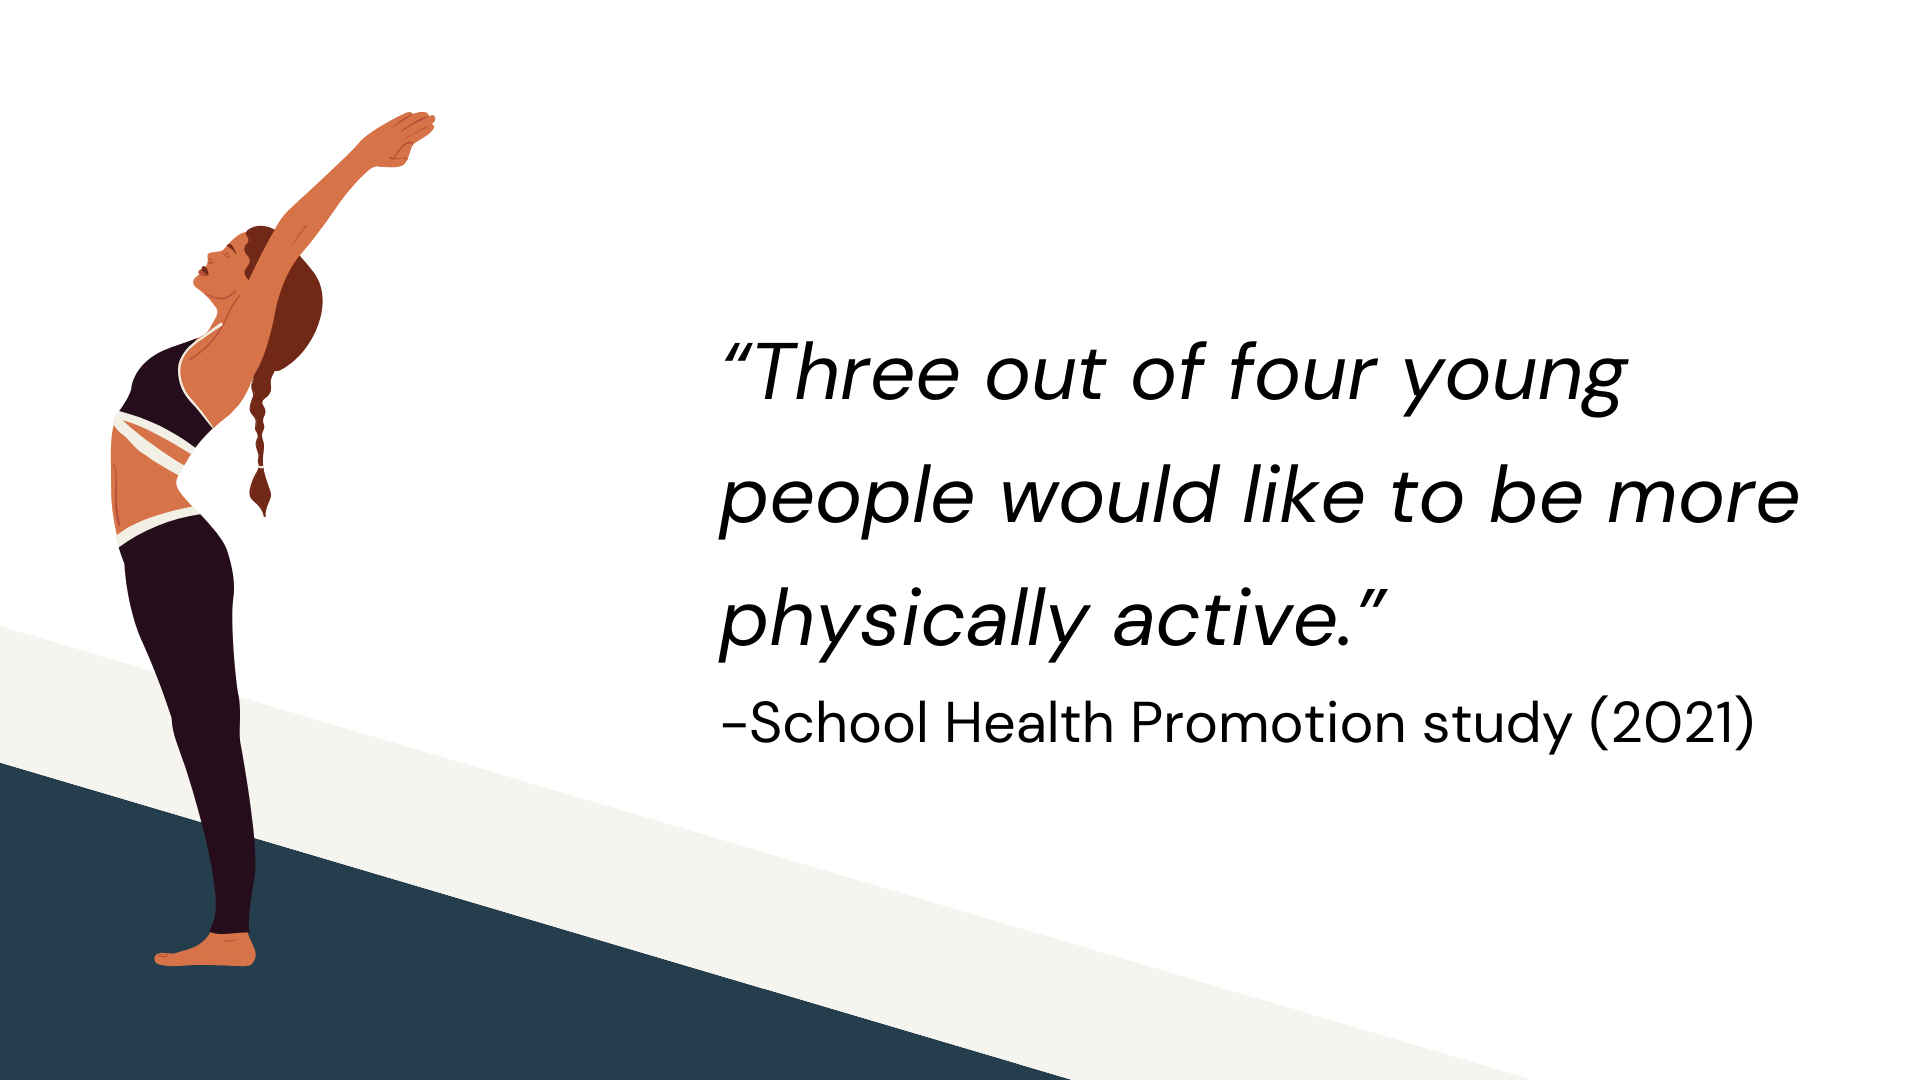 “Three out of four young
people would like to be more
physically active.”
-School Health Promotion study (2021)